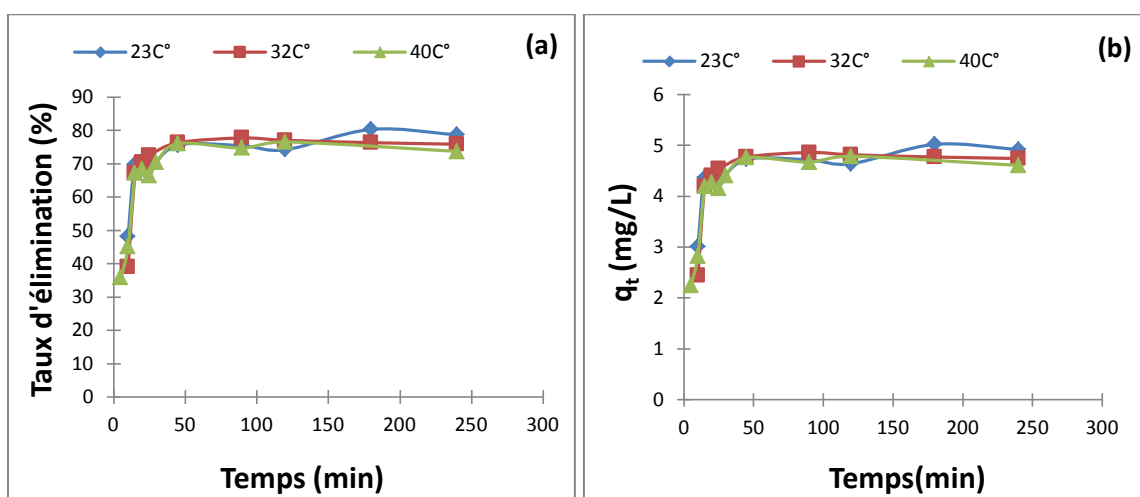 (a)
23C° 32C° 40C°
Taux d'élimination (%)
90
80
70
60
50
40
30
20
10
0
0 50 100 150 200 250 300
Temps (min)
(b)
23C° 32C° 40C°
qt (mg/L)
6
5
4
3
2
1
0
0 50 100 150 200 250 300
Temps(min)